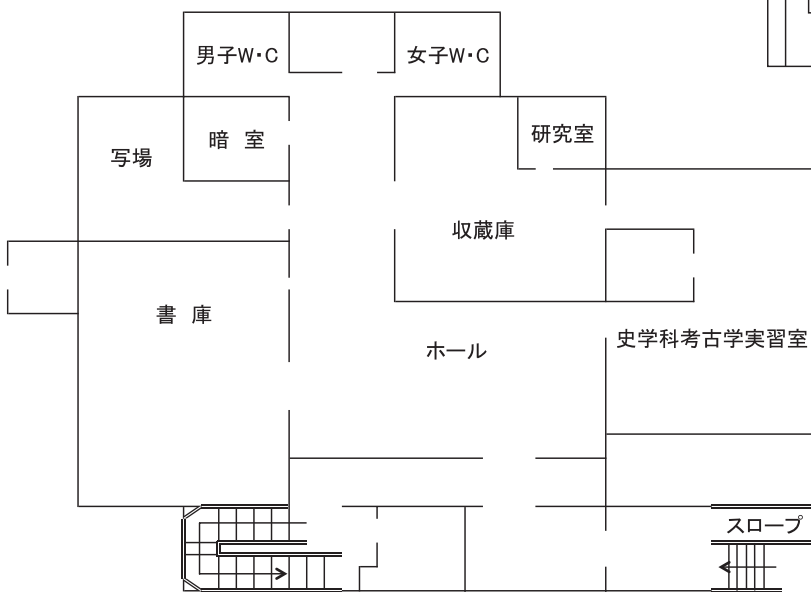 男子W・C
女子W・C
写場
暗 室
研究室
収蔵庫
書 庫
ホール
史学科考古学実習室
スロープ